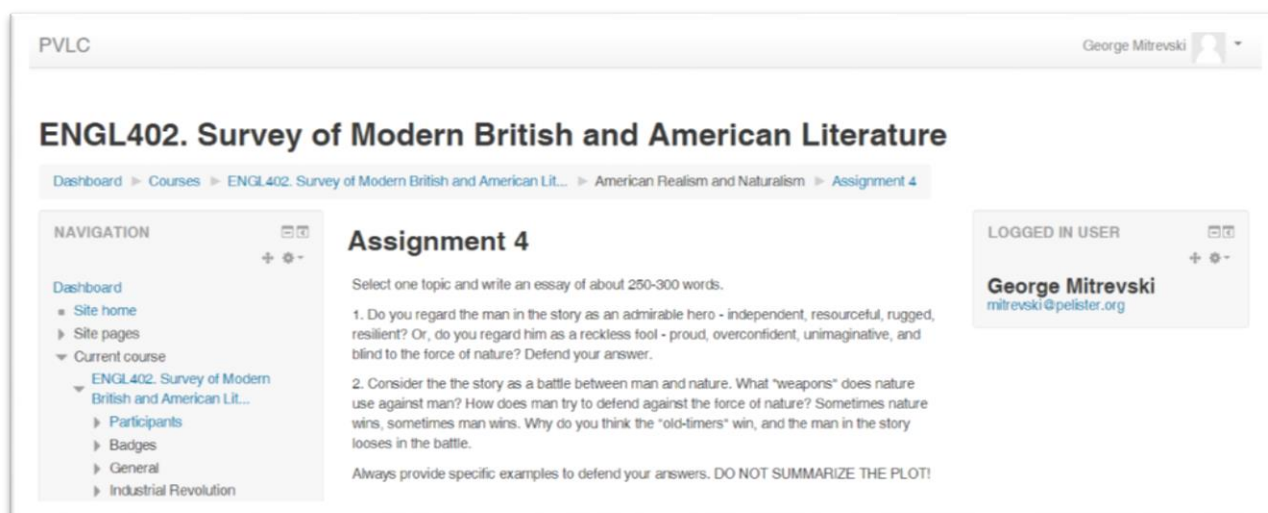 PVLC
George Mitrevski
ENGL402. Survey of Modern British and American Literature
Dashboard Courses ENGL402. Survey of Modern British and American Lit... American Realism and Naturalism Assignment 4
NAVIGATION
Dashboard
Site home
Site pages
Current course
ENGL402. Survey of Modern
British and American Lit...
Participants
Badges
General
Industrial Revolution
Assignment 4
Select one topic and write an essay of about 250-300 words.
1. Do you regard the man in the story as an admirable hero - independent, resourceful, rugged,
resilient? Or, do you regard him as a reckless fool - proud, overconfident, unimaginative, and
blind to the force of nature? Defend your answer.
2. Consider the the story as a battle between man and nature. What "weapons" does nature
use against man? How does man try to defend against the force of nature? Sometimes nature
wins, sometimes man wins. Why do you think the "old-timers" win, and the man in the story
looses in the battle.
Always provide specific examples to defend your answers. DO NOT SUMMARIZE THE PLOT!
LOGGED IN USER
George Mitrevski
mitrevski@pelister.org